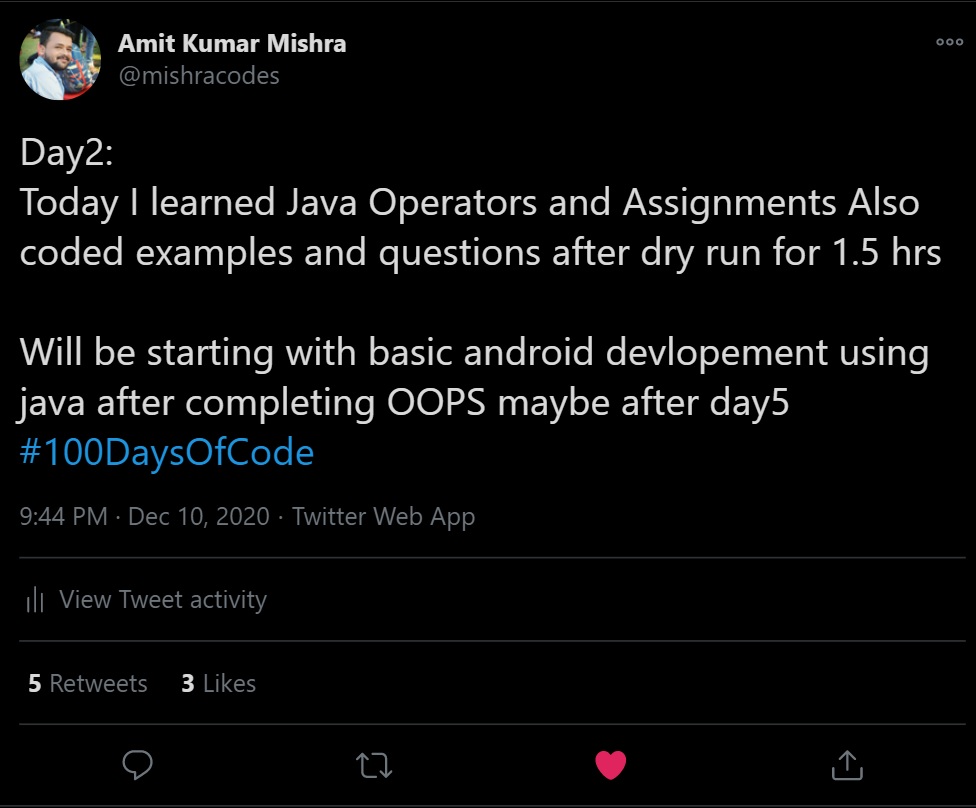 Amit Kumar Mishra
@mishracodes
Day2:
Today I learned Java Operators and Assignments Also
coded examples and questions after dry run for 1.5 hrs
Will be starting with basic android devlopement using
java after completing OOPS maybe after day5
#100DaysOfCode
9:44 PM · Dec 10, 2020 · Twitter Web App
View Tweet activity
5 Retweets 3 Likes